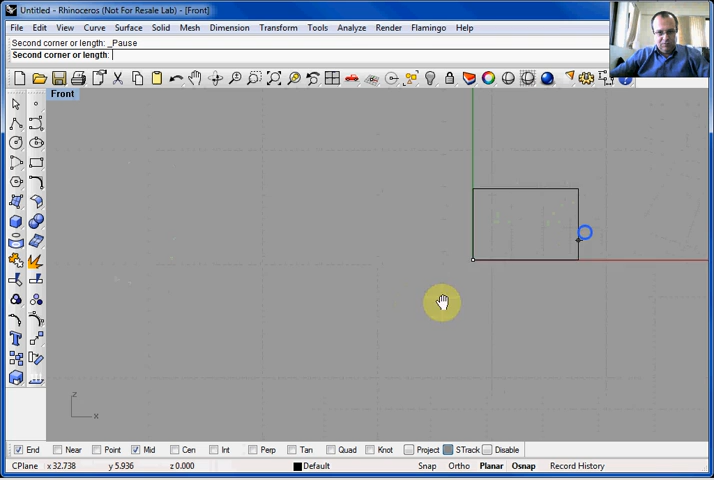 Untitled - Rhinoceros (Not For Resale Lab) - [Front]
File Edit View Curve Surface Solid Mesh Dimension Transform Tools Analyze Render Flamingo Help
Second corner or length: _Pause
Second corner or length:
Front
z
x
End Near Point Mid Cen Int Perp Tan Quad Knot Project STrack Disable
CPlane x 32.738 y 5.936 z 0.000 Default Snap Ortho Planar Osnap Record History